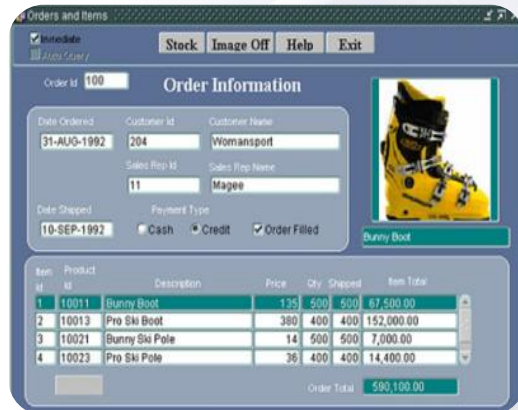 Orders and Items
Immediate
Auto Query
Stock Image Off Help Exit
Order Id 100
Order Information
Date Ordered Customer Id Customer Name
31-AUG-1992 204 Womansport
Sales Rep Id Sales Rep Name
11 Magee
Date Shipped Payment Type
10-SEP-1992 Cash Credit Order Filled
Bunny Boot
Item Id Product Id Description Price Qty Shipped Item Total
1 10011 Bunny Boot 135 500 500 67,500.00
2 10013 Pro Ski Boot 380 400 400 152,000.00
3 10021 Bunny Ski Pole 14 500 500 7,000.00
4 10023 Pro Ski Pole 36 400 400 14,400.00
Order Total 590,100.00